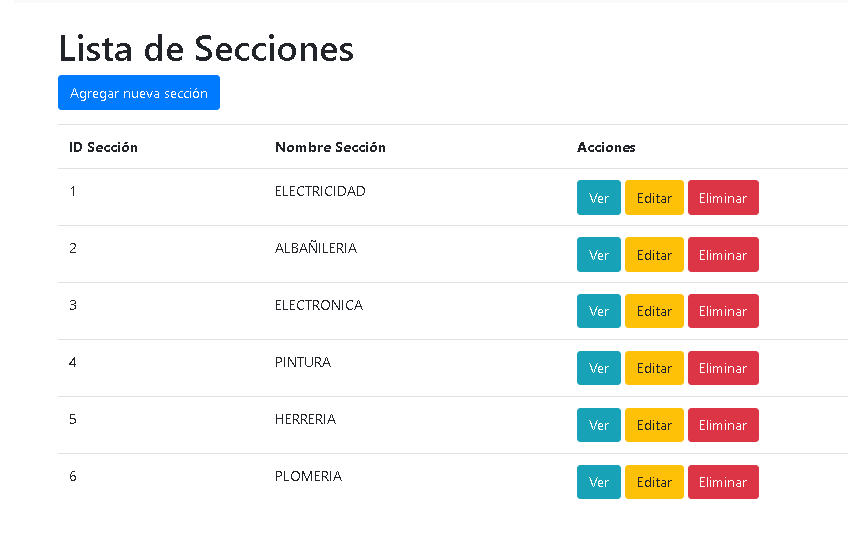 Lista de Secciones
Agregar nueva sección
ID Sección Nombre Sección Acciones
1 ELECTRICIDAD Ver Editar Eliminar
2 ALBAÑILERIA Ver Editar Eliminar
3 ELECTRONICA Ver Editar Eliminar
4 PINTURA Ver Editar Eliminar
5 HERRERIA Ver Editar Eliminar
6 PLOMERIA Ver Editar Eliminar